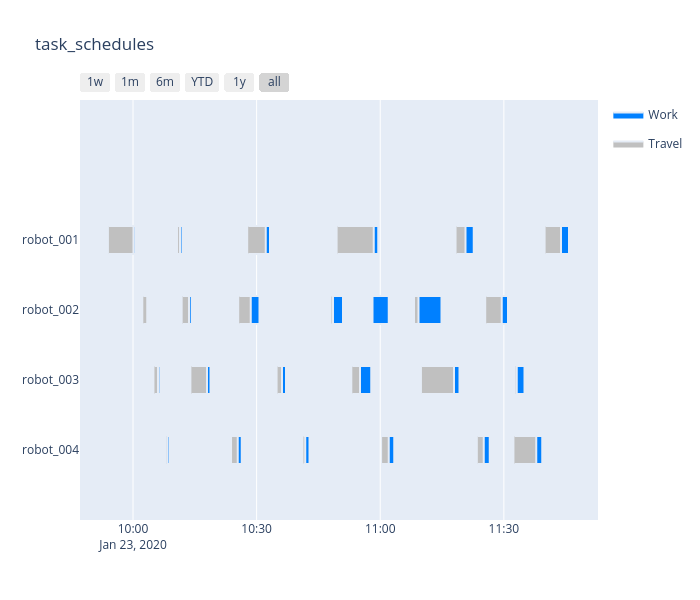 task_schedules
1w 1m 6m YTD 1y all
Work
Travel
robot_001
robot_002
robot_003
robot_004
10:00 10:30 11:00 11:30
Jan 23, 2020